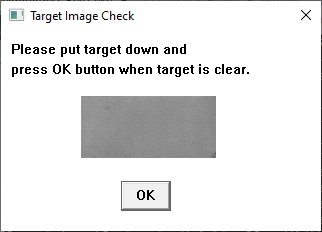 Target Image Check
Please put target down and
press OK button when target is clear.
OK